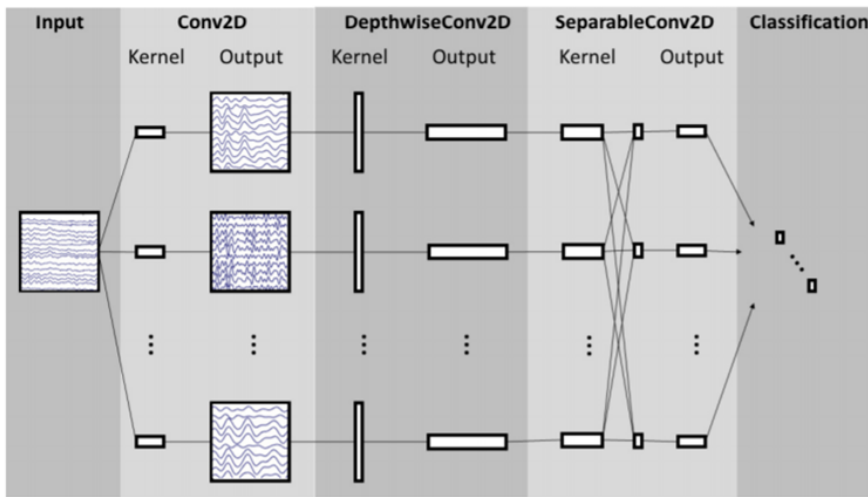 Input Conv2D DepthwiseConv2D SeparableConv2D Classification
Kernel Output Kernel Output Kernel Output